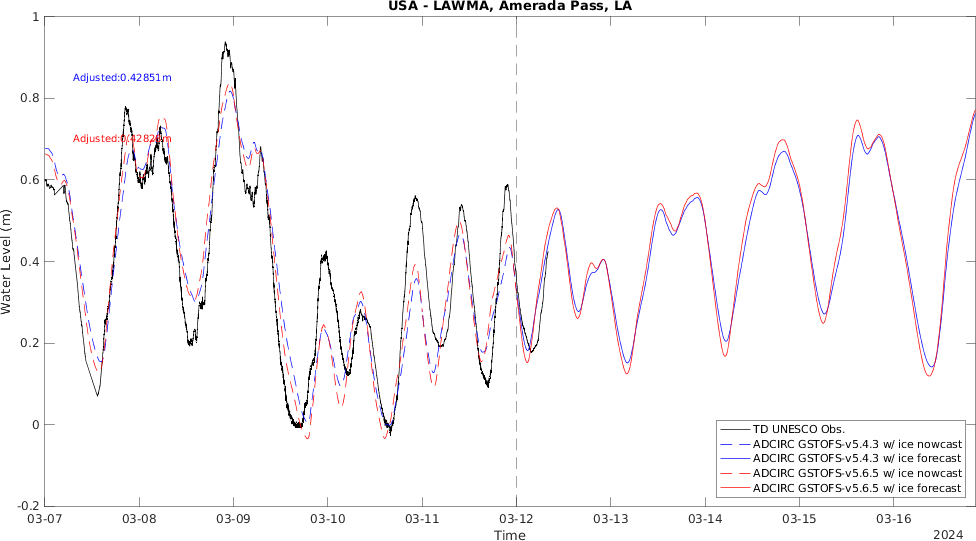 USA - LAWMA, Amerada Pass, LA
Adjusted:0.42851m
Water Level (m)
1
0.8
0.6
0.4
0.2
0
-0.2
TD UNESCO Obs.
ADCIRC GSTOFS-v5.4.3 w/ ice nowcast
ADCIRC GSTOFS-v5.4.3 w/ ice forecast
ADCIRC GSTOFS-v5.6.5 w/ ice nowcast
ADCIRC GSTOFS-v5.6.5 w/ ice forecast
03-07 03-08 03-09 03-10 03-11 03-12 03-13 03-14 03-15 03-16
Time
2024